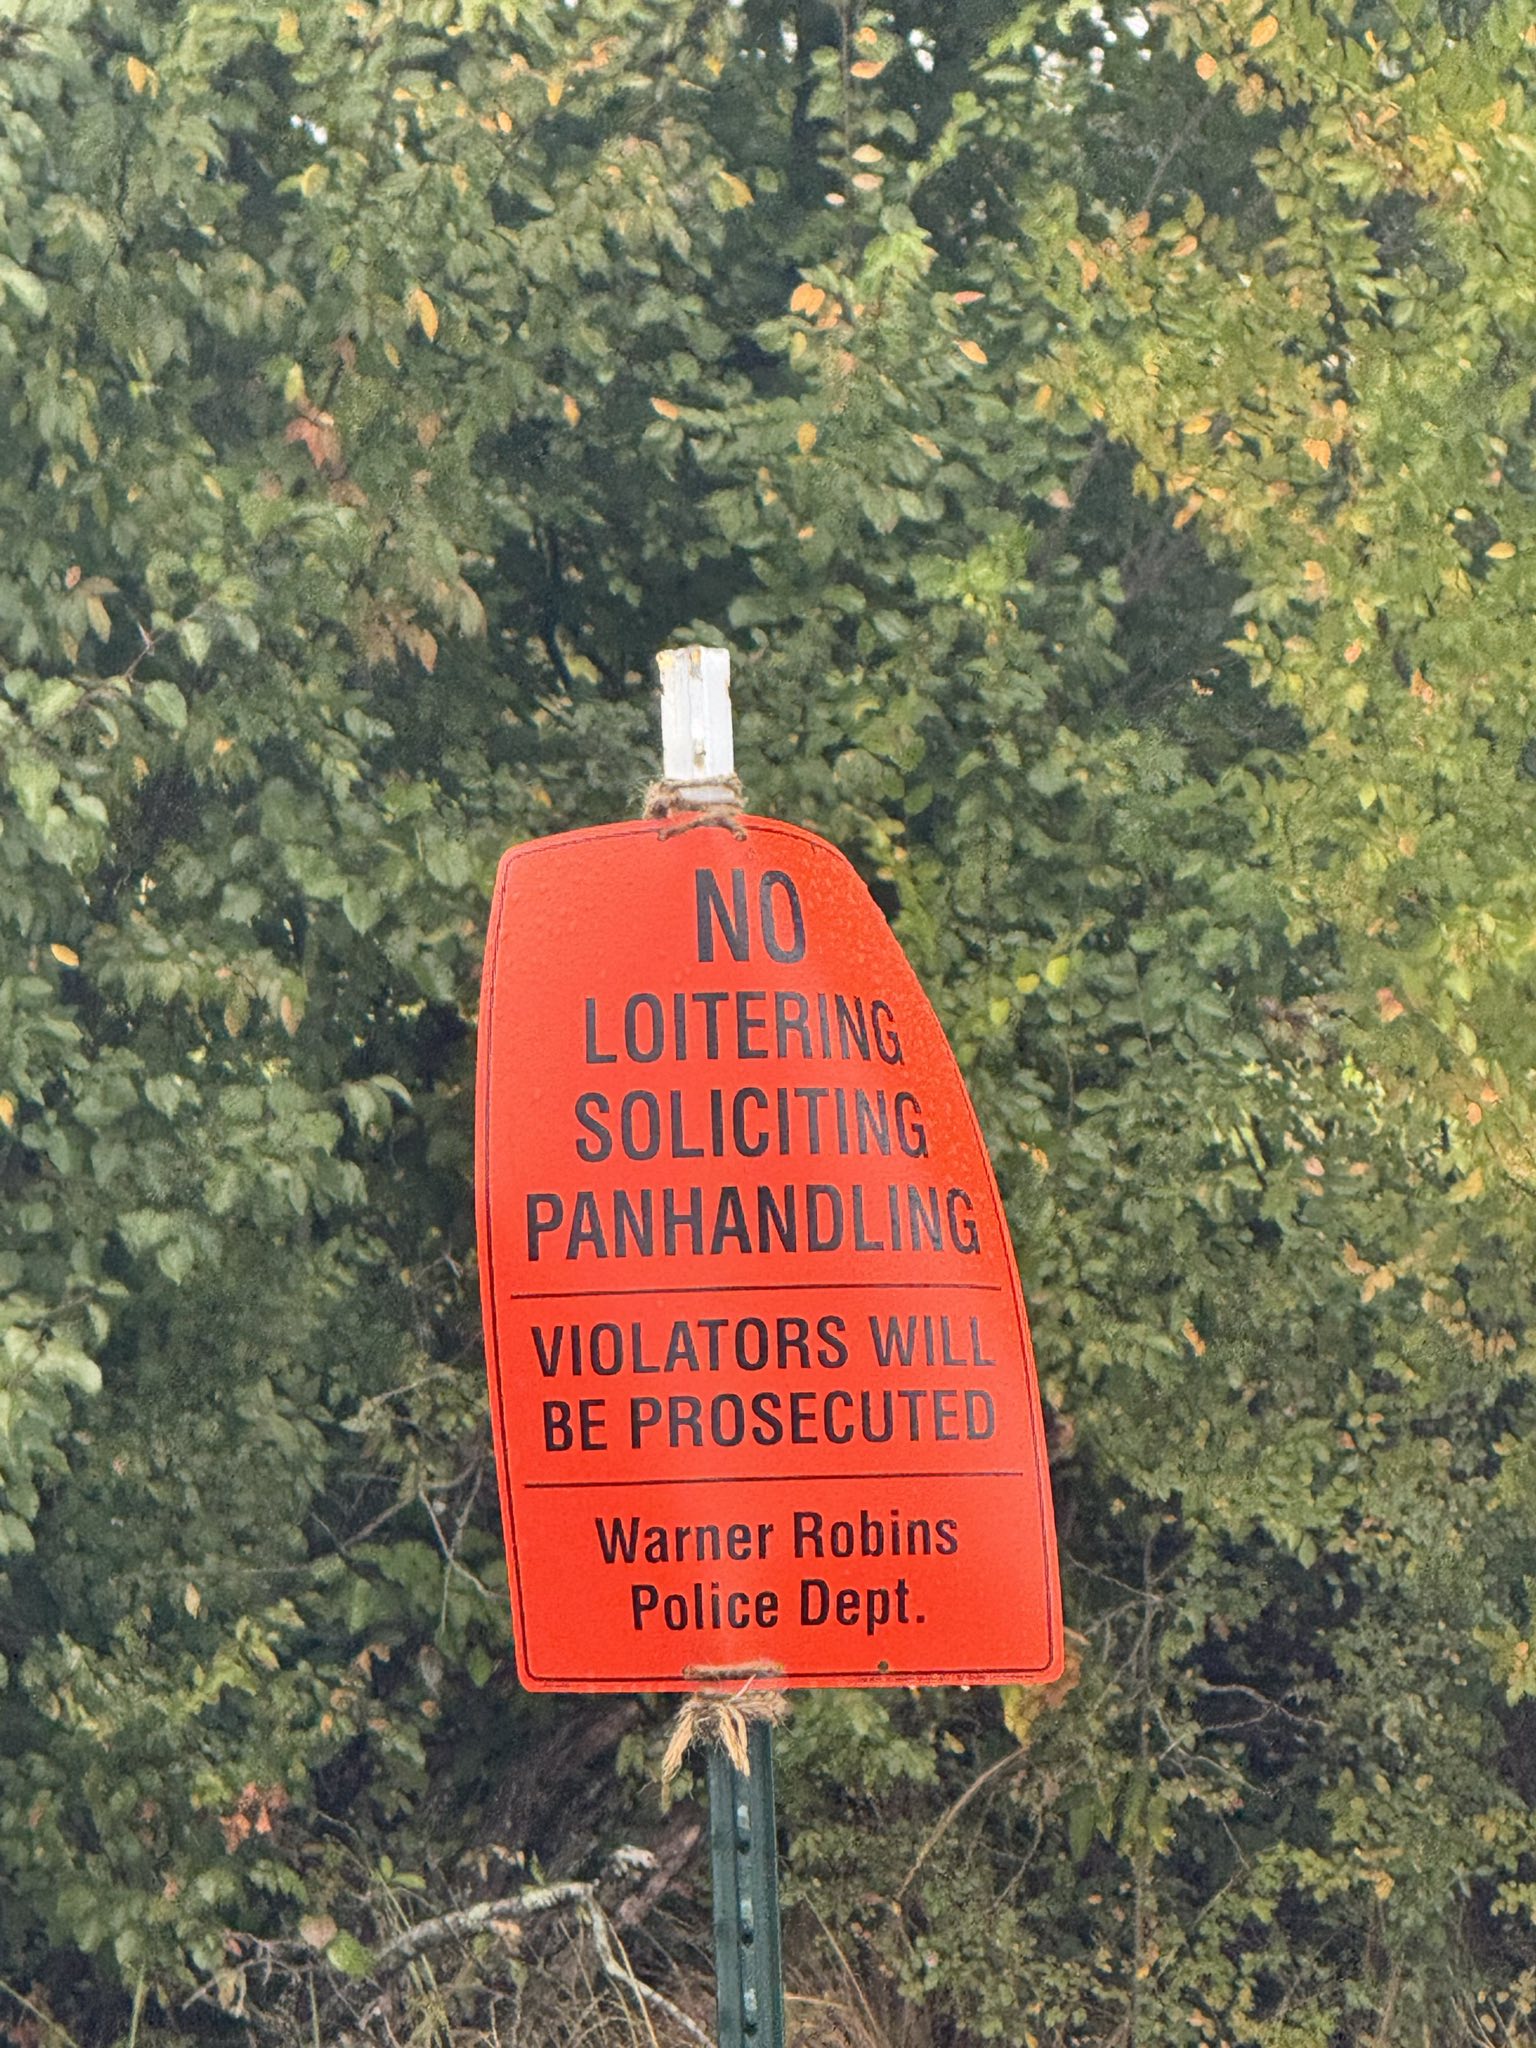 NO
LOITERING
SOLICITING
PANHANDLING
VIOLATORS WILL
BE PROSECUTED
Warner Robins
Police Dept.